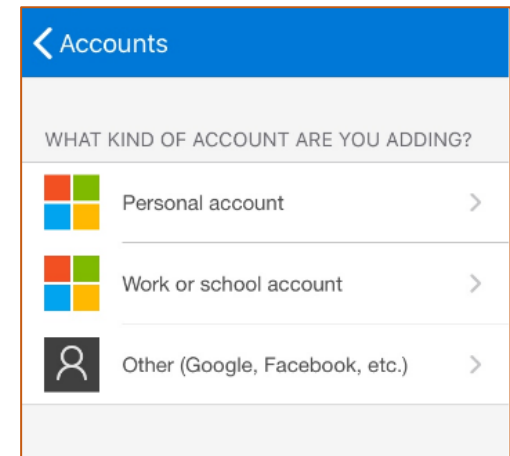 Accounts
WHAT KIND OF ACCOUNT ARE YOU ADDING?
Personal account
Work or school account
Other (Google, Facebook, etc.)